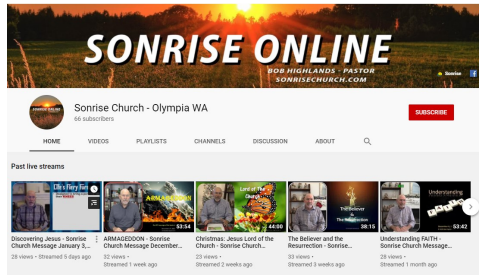 SONRISE ONLINE
BOB HIGHLANDS - PASTOR
SONRISECHURCH.COM
Sonrise
SONRISE ONLINE
Sonrise Church - Olympia WA
66 subscribers
SUBSCRIBE
HOME VIDEOS PLAYLISTS CHANNELS DISCUSSION ABOUT
Past live streams
ARMAGEDDON
53:54
Lord of The
Church
44:00
The Believer
and the
Resurrection
38:15
Understanding
53:42
Discovering Jesus - Sonrise
Church Message January 3,...
28 views • Streamed 5 days ago
ARMAGEDDON - Sonrise
Church Message December...
32 views •
Streamed 1 week ago
Christmas: Jesus Lord of the
Church - Sonrise Church...
23 views •
Streamed 2 weeks ago
The Believer and the
Resurrection - Sonrise...
33 views •
Streamed 3 weeks ago
Understanding FAITH -
Sonrise Church Message...
28 views •
Streamed 1 month ago